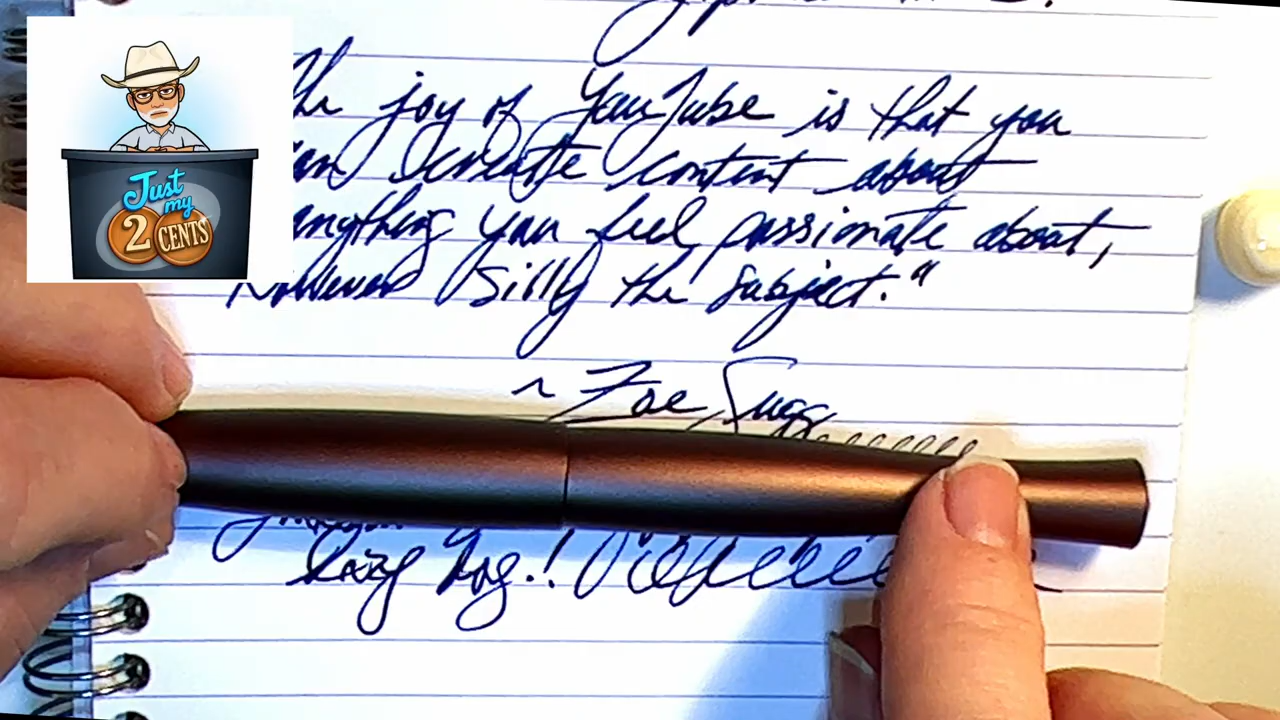 Just
my
2 CENTS
The joy of YouTube is that you
can create content about
anything you feel passionate about,
however silly the subject."
~ Zoe Sugg
lazy dog.!